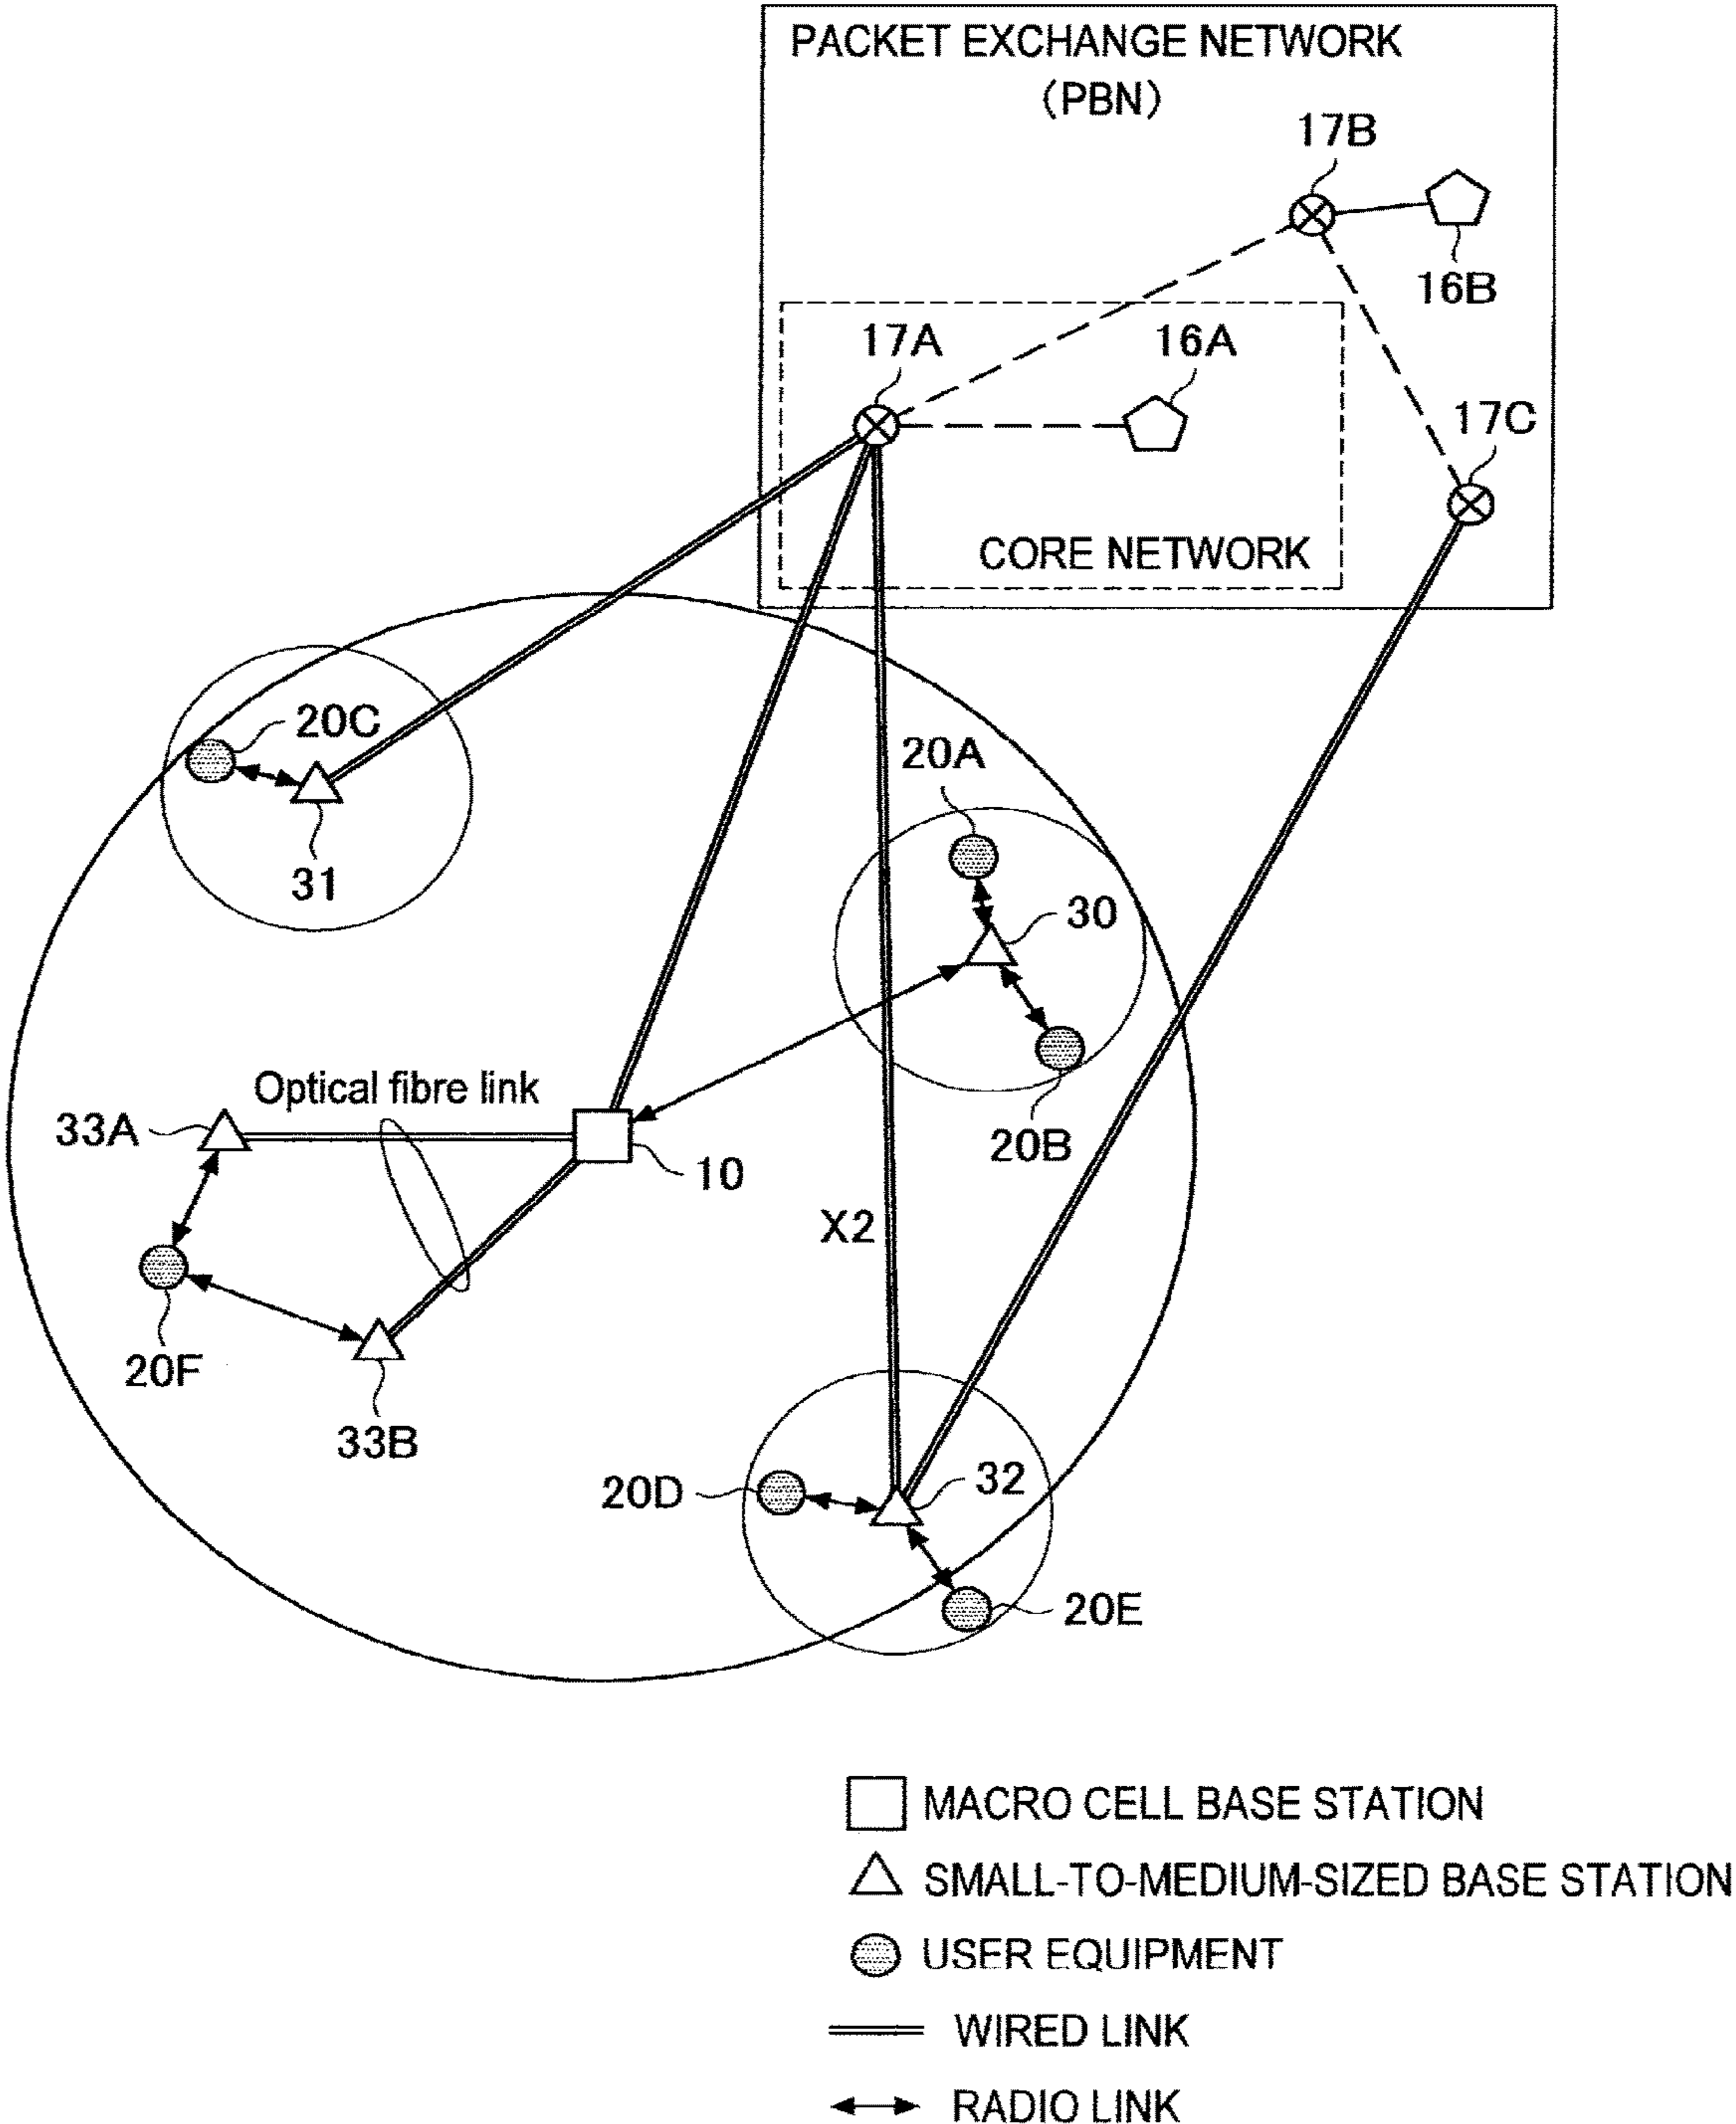 PACKET EXCHANGE NETWORK
(PBN)
17B
16B
17A
16A
17C
CORE NETWORK
20C
20A
31
30
Optical fibre link
33A
10
20B
X2
20F
33B
20D
32
20E
MACRO CELL BASE STATION
SMALL-TO-MEDIUM-SIZED BASE STATION
USER EQUIPMENT
WIRED LINK
RADIO LINK